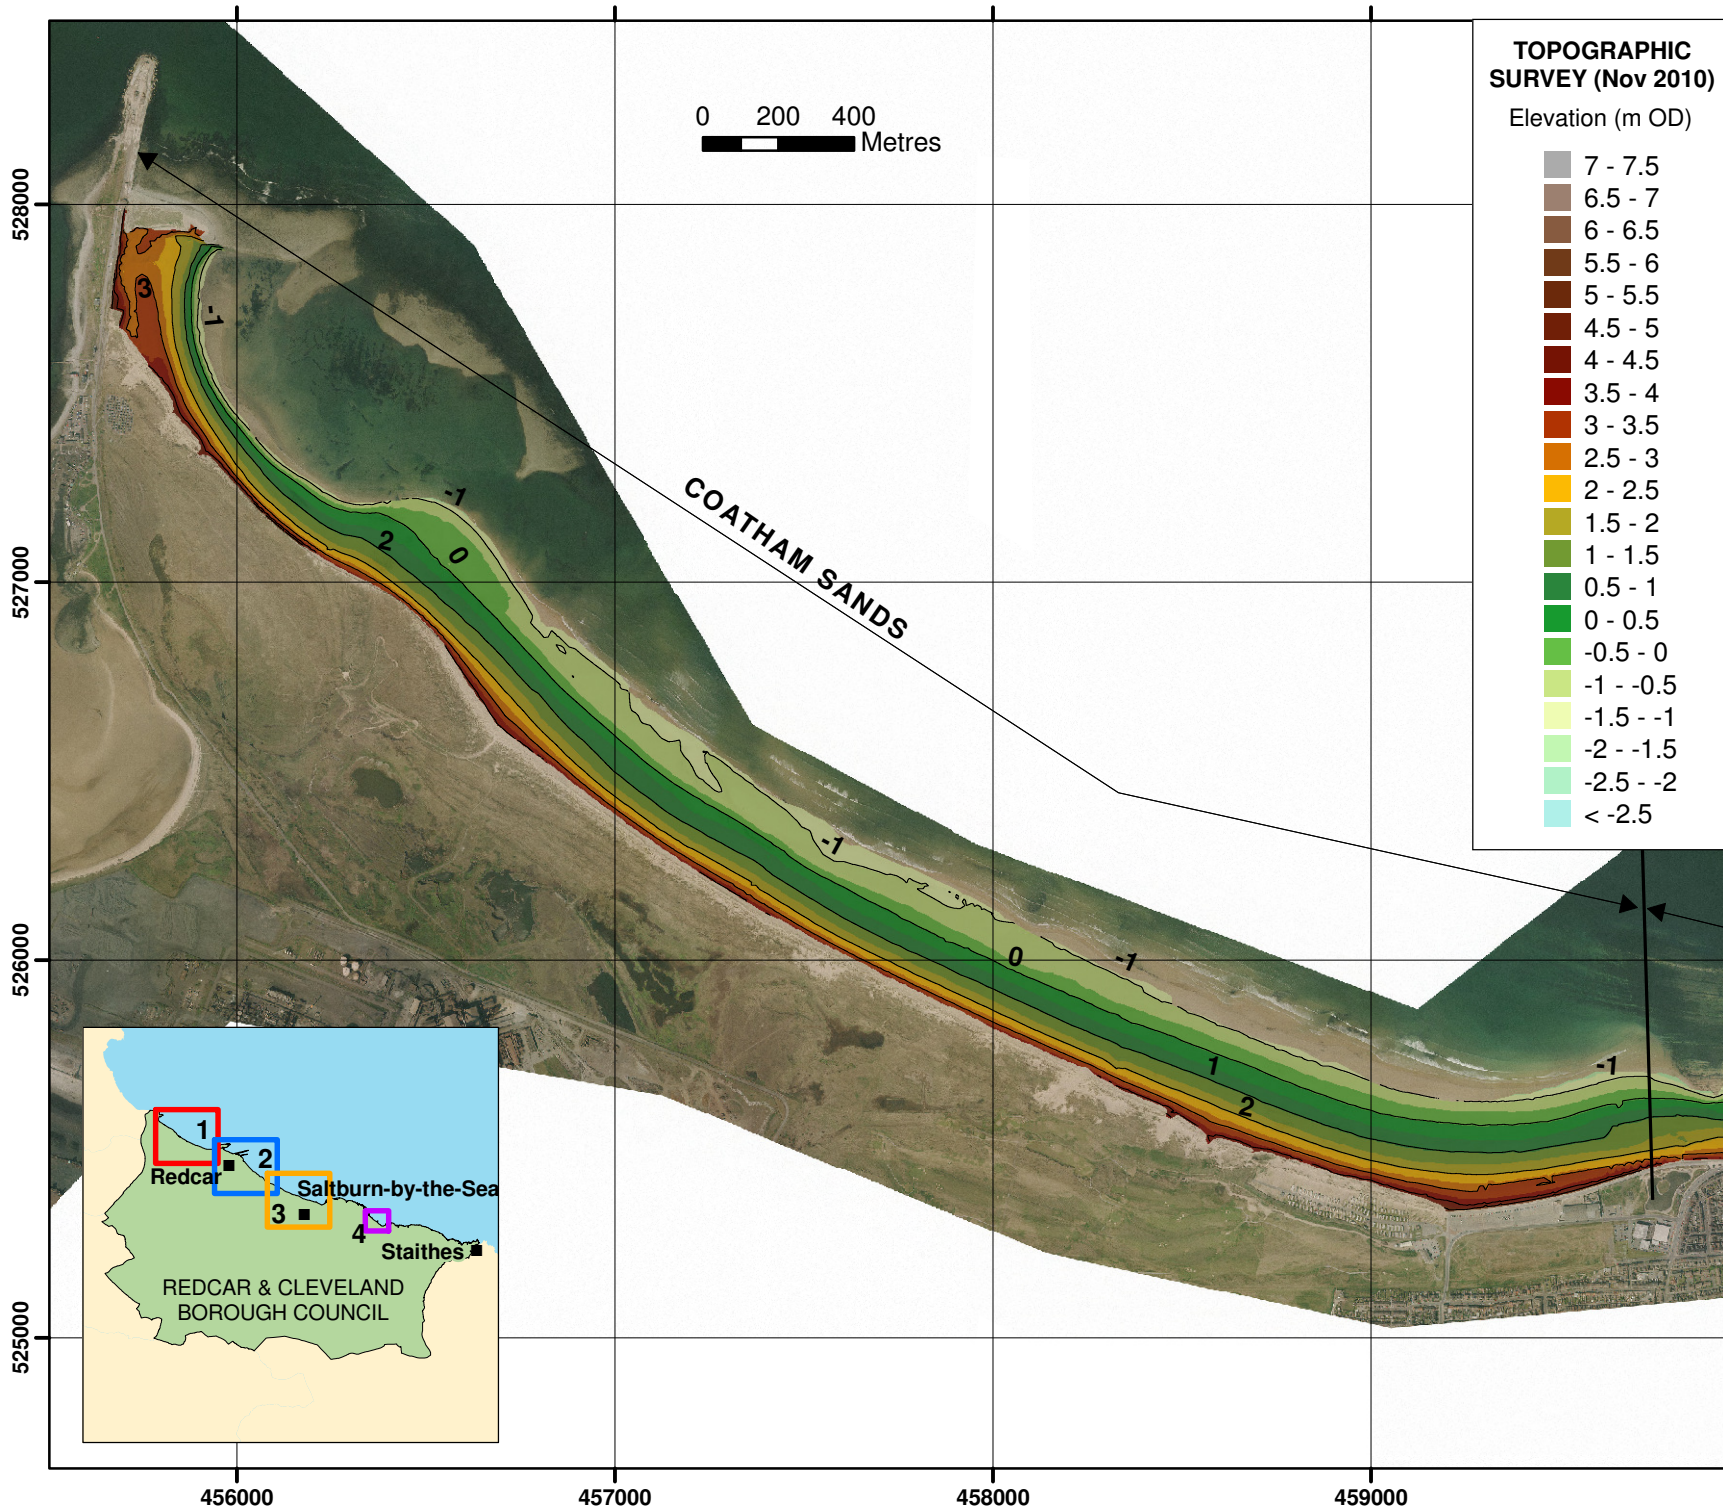 TOPOGRAPHIC
SURVEY (Nov 2010)
Elevation (m OD)
7 - 7.5
6.5 - 7
6 - 6.5
5.5 - 6
5 - 5.5
4.5 - 5
4 - 4.5
3.5 - 4
3 - 3.5
2.5 - 3
2 - 2.5
1.5 - 2
1 - 1.5
0.5 - 1
0 - 0.5
-0.5 - 0
-1 - -0.5
-1.5 - -1
-2 - -1.5
-2.5 - -2
< -2.5
0 200 400
Metres
COATHAM SANDS
3
-1
-1
2
0
-1
0
-1
1
2
-1
528000
527000
526000
525000
456000 457000 458000 459000
1
2
Redcar
Saltburn-by-the-Sea
3
4
Staithes
REDCAR & CLEVELAND
BOROUGH COUNCIL